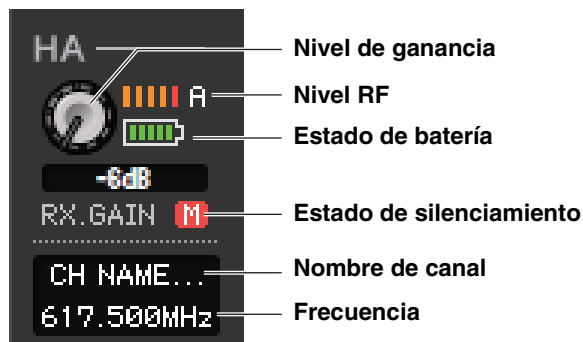 HA
Nivel de ganancia
A
Nivel RF
Estado de batería
-6dB
RX.GAIN M
Estado de silenciamiento
CH NAME...
Nombre de canal
617.500MHz
Frecuencia